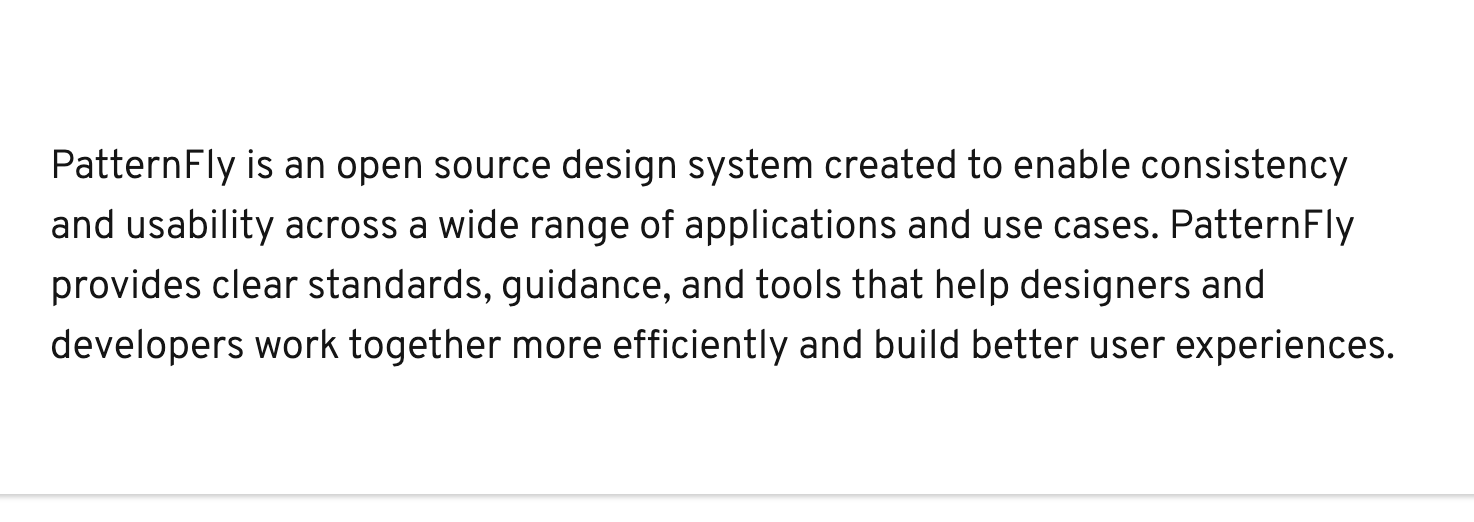 PatternFly is an open source design system created to enable consistency
and usability across a wide range of applications and use cases. PatternFly
provides clear standards, guidance, and tools that help designers and
developers work together more efficiently and build better user experiences.